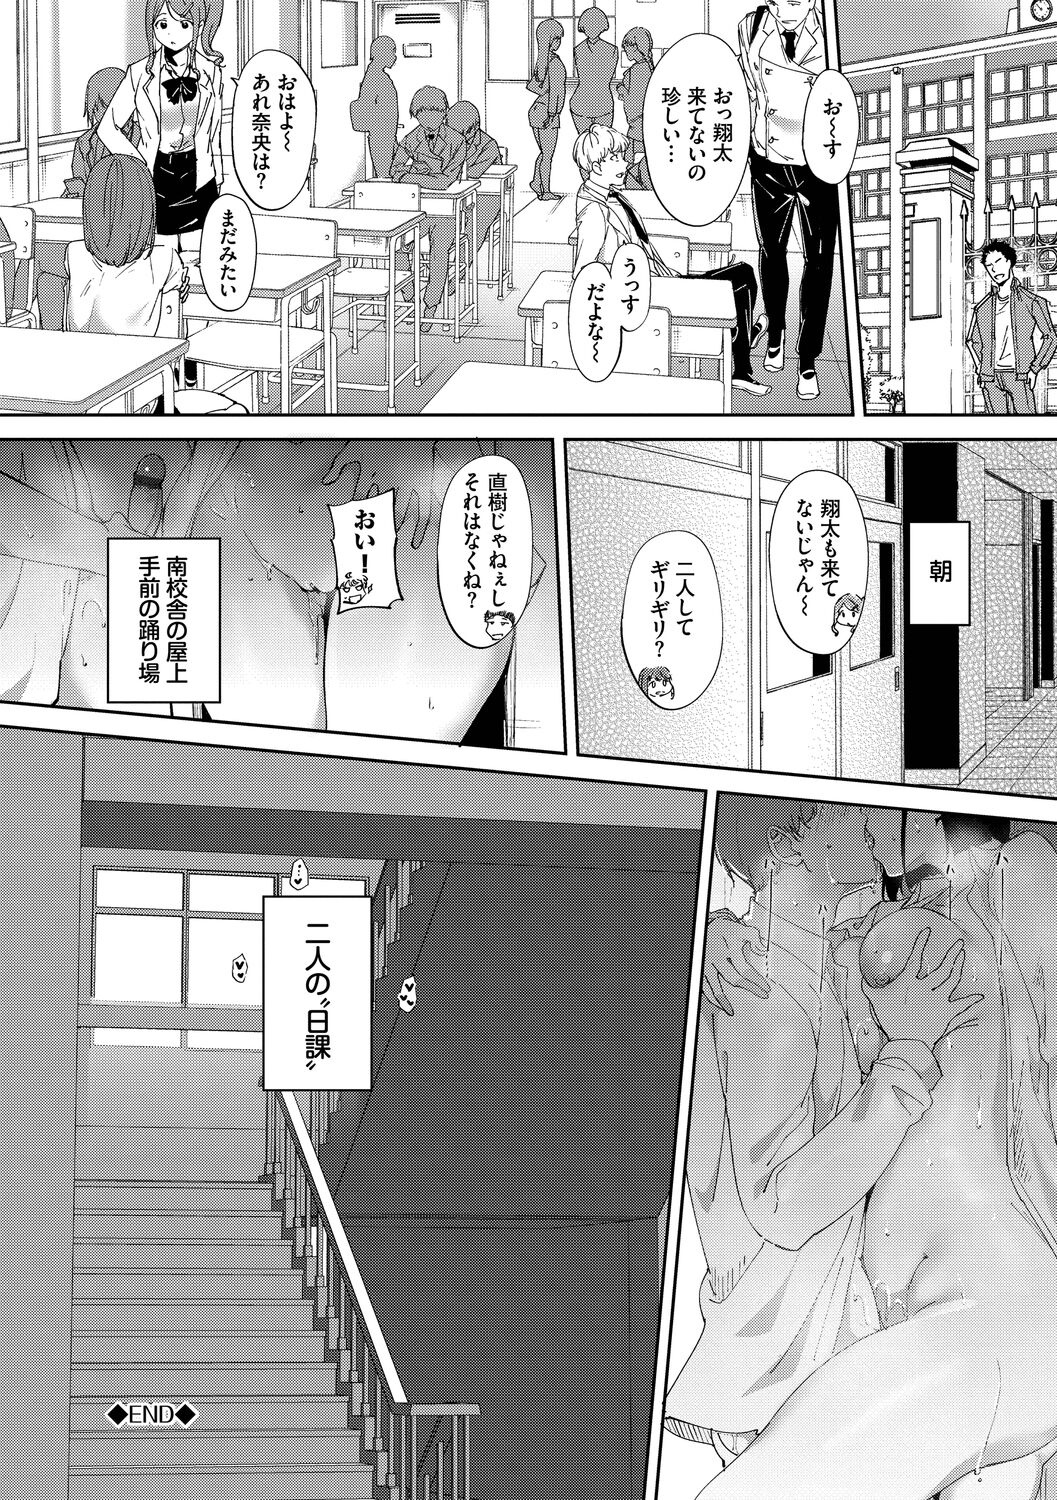 お〜す
おっ翔太
来てないの
珍しい…
うっす
だよな〜
おはよ〜
あれ奈央は？
まだみたい
朝
翔太も来て
ないじゃん〜
二人して
ギリギリ？
直樹じゃねぇし
それはなくね？
おい！
南校舎の屋上
手前の踊り場
二人の〝日課〟
◆END◆